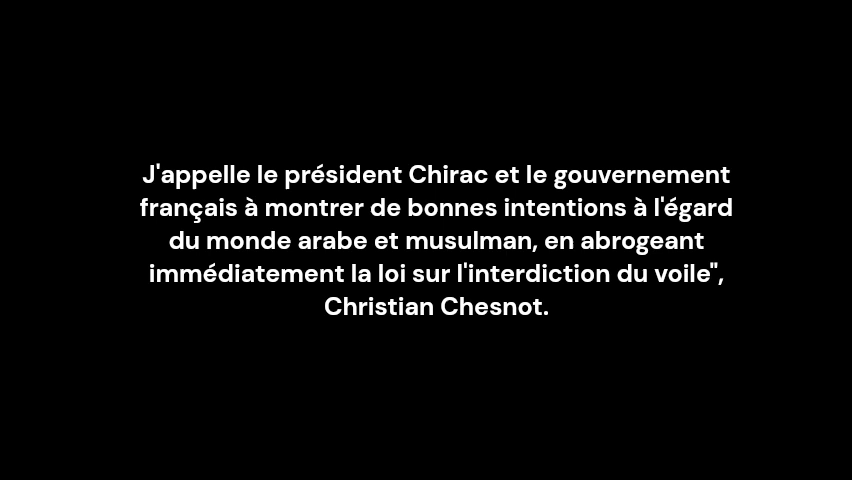 J'appelle le président Chirac et le gouvernement
français à montrer de bonnes intentions à l'égard
du monde arabe et musulman, en abrogeant
immédiatement la loi sur l'interdiction du voile",
Christian Chesnot.